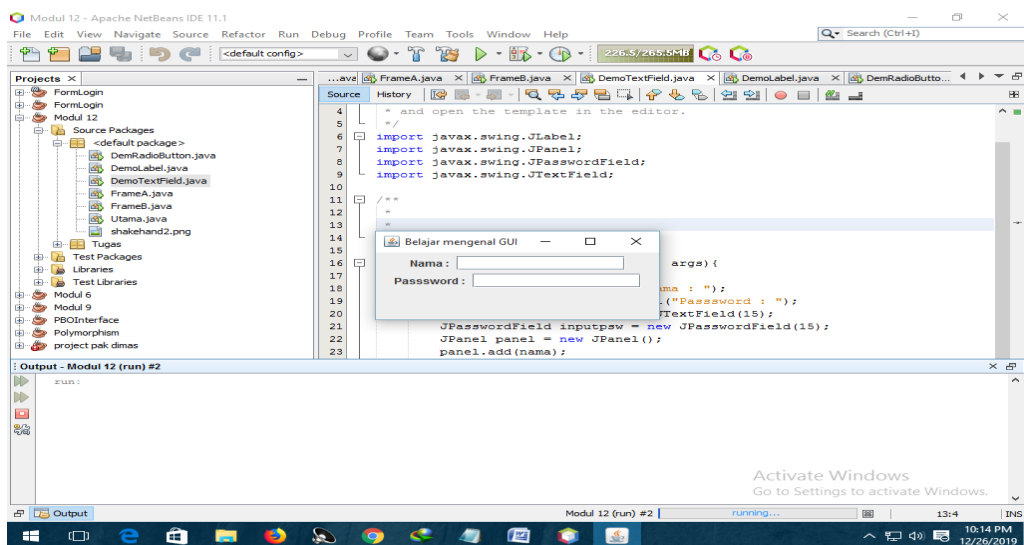 Modul 12 - Apache NetBeans IDE 11.1
File Edit View Navigate Source Refactor Run Debug Profile Team Tools Window Help
Search (Ctrl+I)
<default config>
226.5/265.5MB
Projects
FormLogin
FormLogin
Modul 12
Source Packages
<default package>
DemRadioButton.java
DemoLabel.java
DemoTextField.java
FrameA.java
FrameB.java
Utama.java
shakehand2.png
Tugas
Test Packages
Libraries
Test Libraries
Modul 6
Modul 9
PBOInterface
Polymorphism
project pak dimas
...ava FrameA.java FrameB.java DemoTextField.java DemoLabel.java DemRadioButto...
Source History
4 * and open the template in the editor.
5 */
6 import javax.swing.JLabel;
7 import javax.swing.JPanel;
8 import javax.swing.JPasswordField;
9 import javax.swing.JTextField;
10
11 /**
12 *
13 *
14
15
16 args){
17
18 ama : ");
19 ("Passsword : ");
20 JTextField(15);
21 JPasswordField inputpsw = new JPasswordField(15);
22 JPanel panel = new JPanel();
23 panel.add(nama);
Belajar mengenal GUI
Nama :
Passsword :
Output - Modul 12 (run) #2
run:
Activate Windows
Go to Settings to activate Windows.
Output
Modul 12 (run) #2 running... 13:4 INS
10:14 PM
12/26/2019